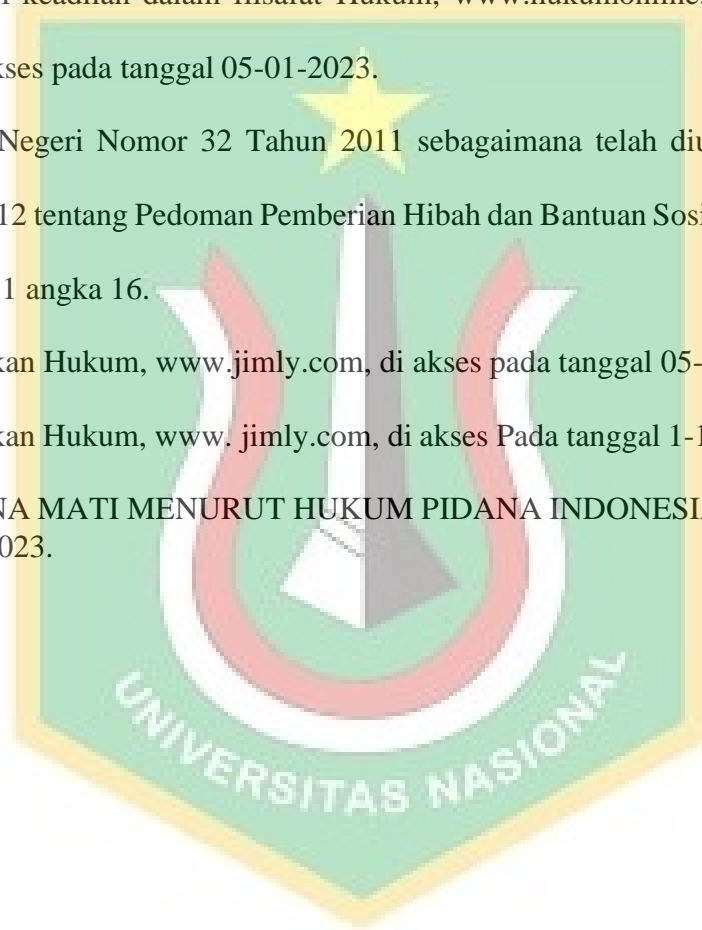 keadilan dalam filsafat Hukum, www.hukumonline.
kses pada tanggal 05-01-2023.
Negeri Nomor 32 Tahun 2011 sebagaimana telah diu
12 tentang Pedoman Pemberian Hibah dan Bantuan Sosi
1 angka 16.
kan Hukum, www.jimly.com, di akses pada tanggal 05-
kan Hukum, www. jimly.com, di akses Pada tanggal 1-1
NA MATI MENURUT HUKUM PIDANA INDONESIA
023.
UNIVERSITAS NASIONAL